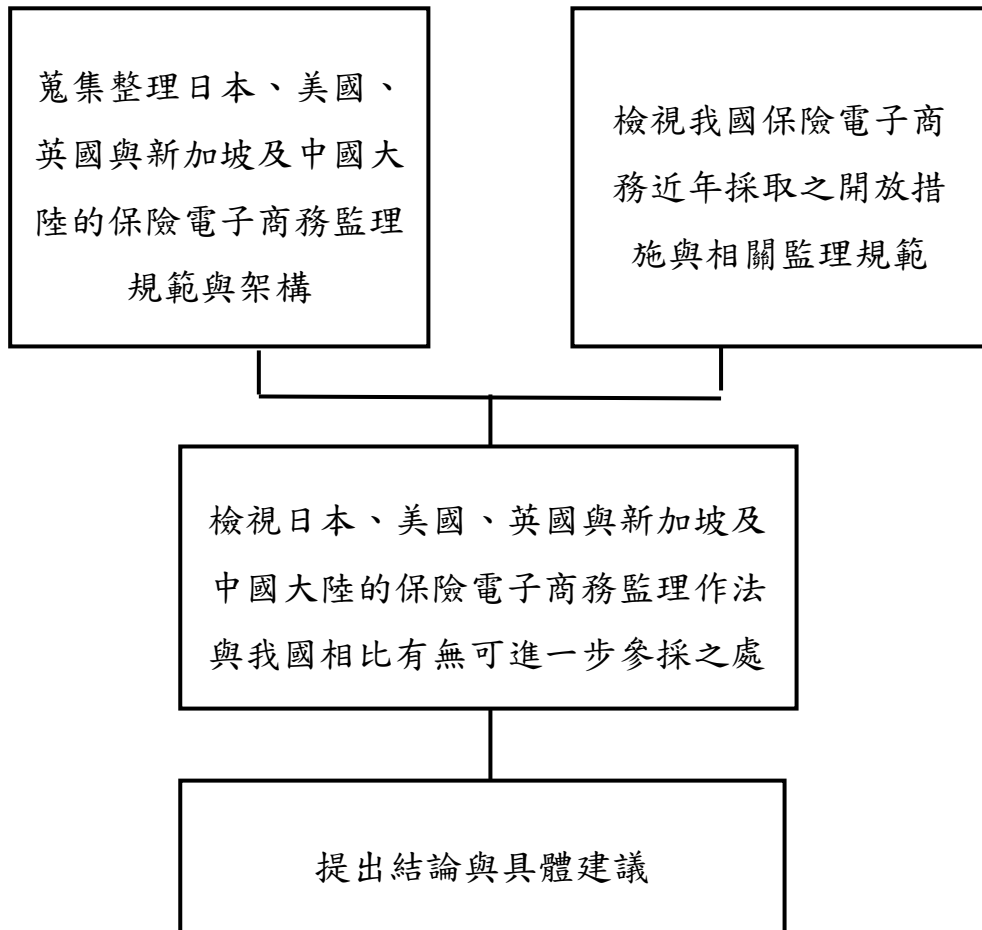 蒐集整理日本、美國、
英國與新加坡及中國大
陸的保險電子商務監理
規範與架構
檢視我國保險電子商
務近年採取之開放措
施與相關監理規範
檢視日本、美國、英國與新加坡及
中國大陸的保險電子商務監理作法
與我國相比有無可進一步參採之處
提出結論與具體建議